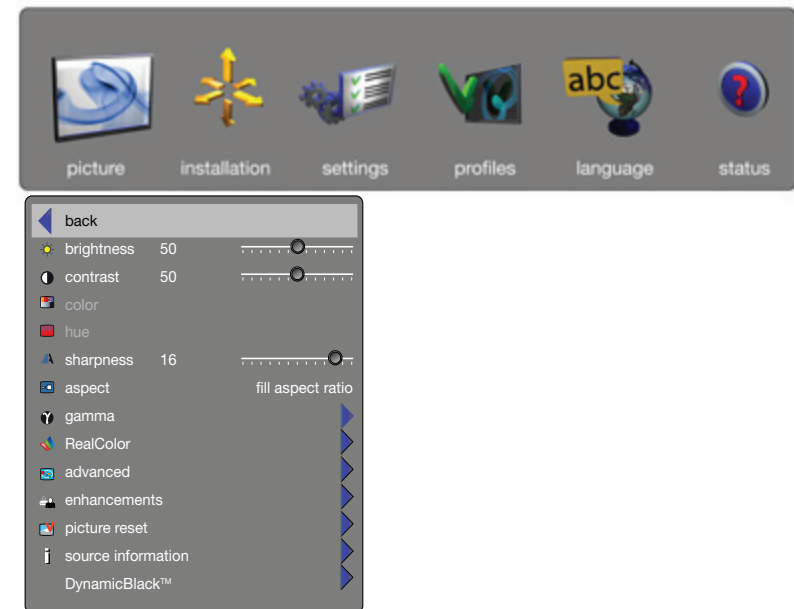 abc
?
picture installation settings profiles language status
back
brightness 50
contrast 50
color
hue
sharpness 16
aspect fill aspect ratio
γ gamma
RealColor
advanced
enhancements
picture reset
i source information
DynamicBlack™